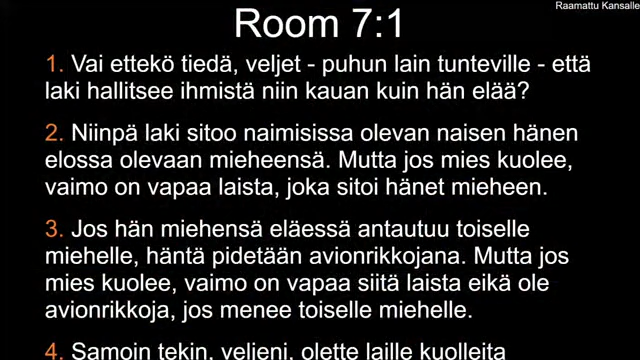 Raamattu Kansalle
Room 7:1
1. Vai ettekö tiedä, veljet - puhun lain tunteville - että
laki hallitsee ihmistä niin kauan kuin hän elää?
2. Niinpä laki sitoo naimisissa olevan naisen hänen
elossa olevaan mieheensä. Mutta jos mies kuolee,
vaimo on vapaa laista, joka sitoi hänet mieheen.
3. Jos hän miehensä eläessä antautuu toiselle
miehelle, häntä pidetään avionrikkojana. Mutta jos
mies kuolee, vaimo on vapaa siitä laista eikä ole
avionrikkoja, jos menee toiselle miehelle.
4. Samoin tekin, veljeni, olette laille kuolleita